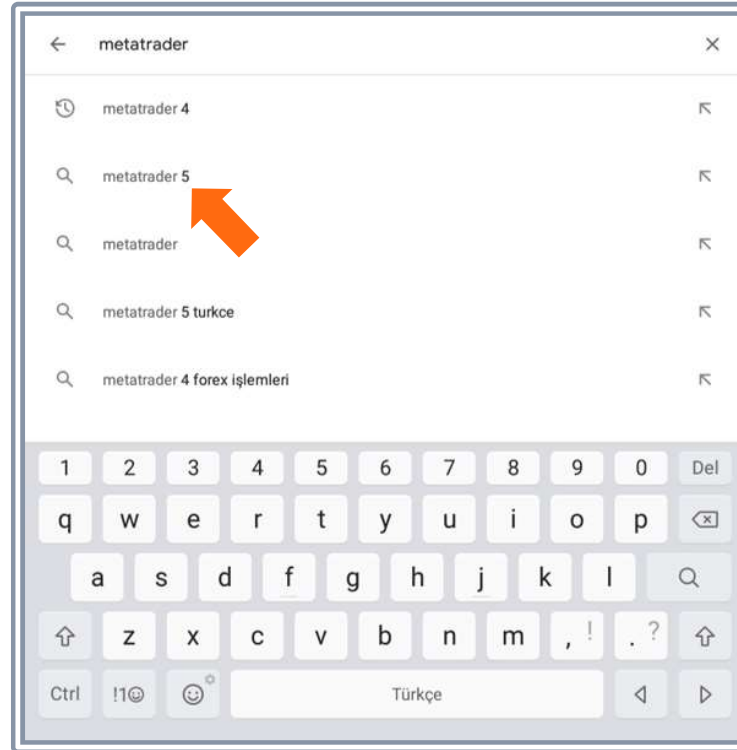 metatrader
metatrader 4
metatrader 5
metatrader
metatrader 5 turkce
metatrader 4 forex işlemleri
1 2 3 4 5 6 7 8 9 0 Del
q w e r t y u i o p
a s d f g h j k l
z x c v b n m , ! . ?
Ctrl !1☺ Türkçe